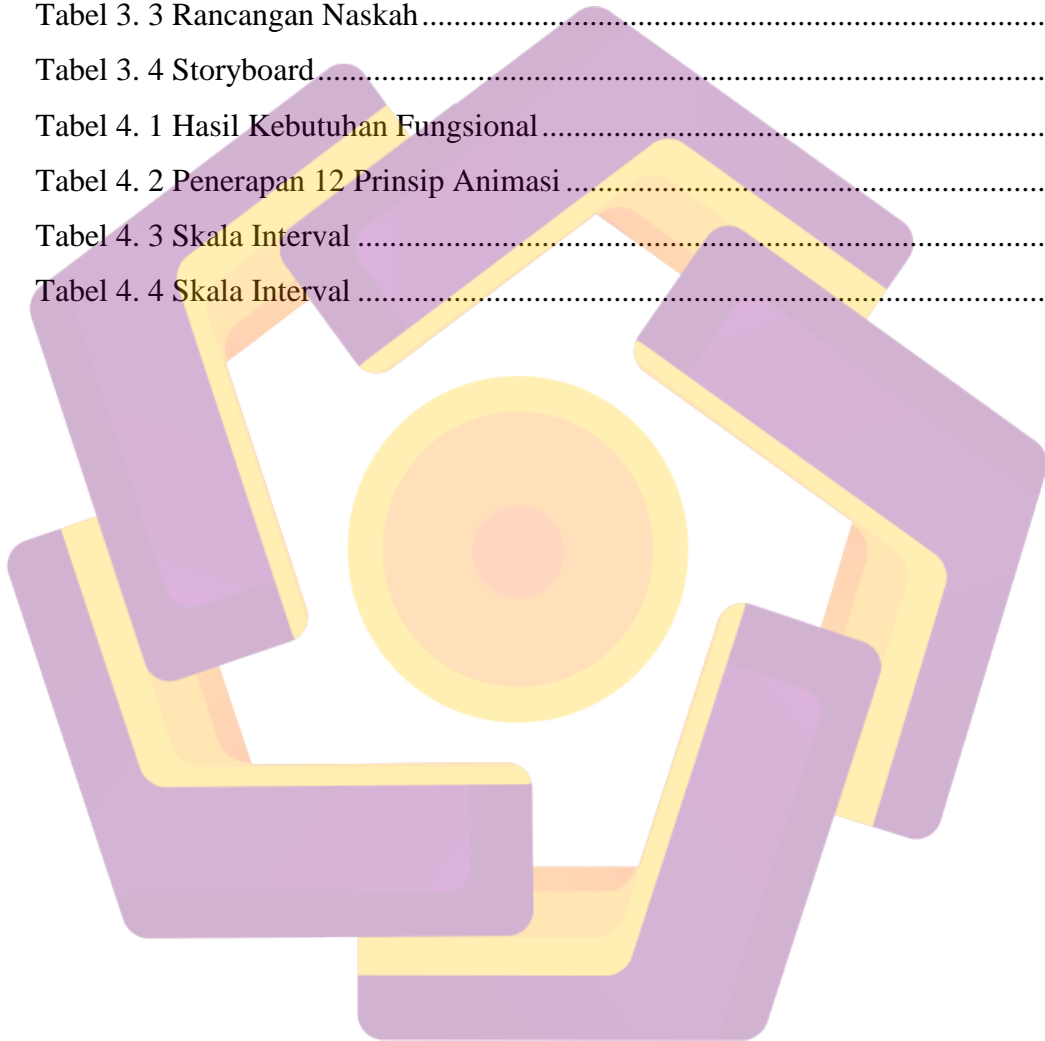 Tabel 3. 3 Rancangan Naskah........................................................................................
Tabel 3. 4 Storyboard.....................................................................................................
Tabel 4. 1 Hasil Kebutuhan Fungsional.........................................................................
Tabel 4. 2 Penerapan 12 Prinsip Animasi......................................................................
Tabel 4. 3 Skala Interval................................................................................................
Tabel 4. 4 Skala Interval................................................................................................